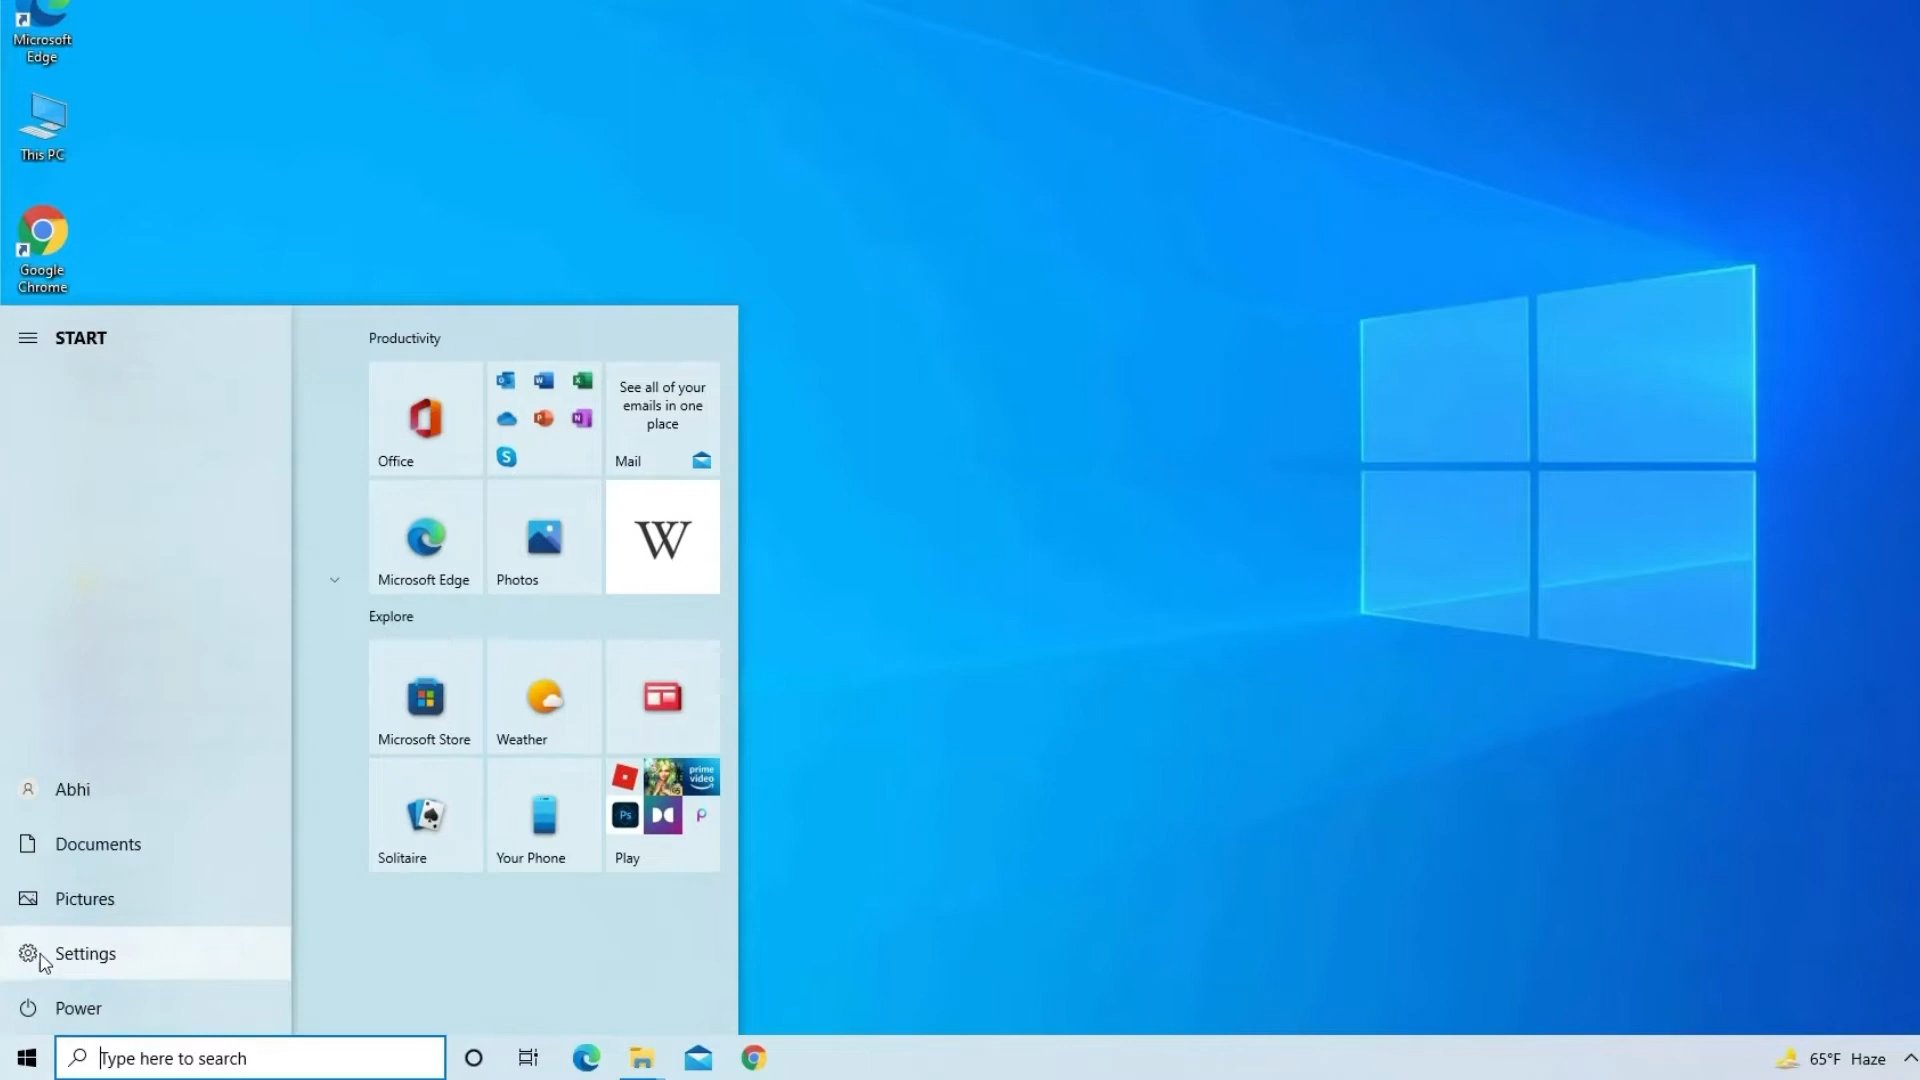 Microsoft
Edge
This PC
Google
Chrome
START
Productivity
See all of your
emails in one
place
Office
Mail
Microsoft Edge
Photos
W
Explore
Microsoft Store
Weather
prime
video
Ps
Solitaire
Your Phone
Play
Abhi
Documents
Pictures
Settings
Power
Type here to search
65°F Haze